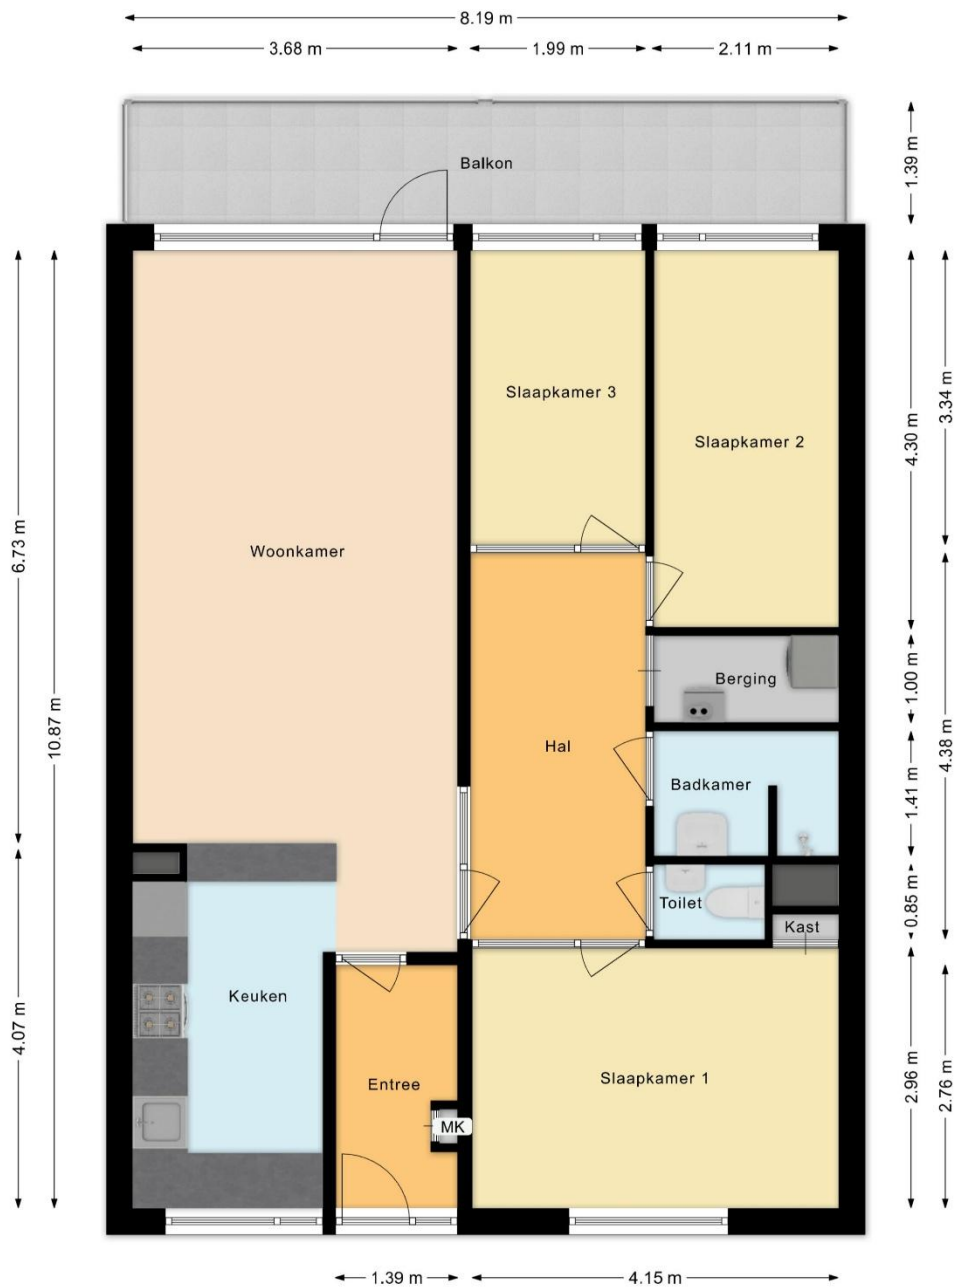 8.19 m
3.68 m
1.99 m
2.11 m
Balkon
1.39 m
Slaapkamer 3
Slaapkamer 2
Woonkamer
6.73 m
10.87 m
4.30 m
3.34 m
Berging
1.00 m
Hal
Badkamer
1.41 m
4.38 m
Toilet
0.85 m
Kast
Keuken
4.07 m
Entree
Slaapkamer 1
MK
2.96 m
2.76 m
1.39 m
4.15 m